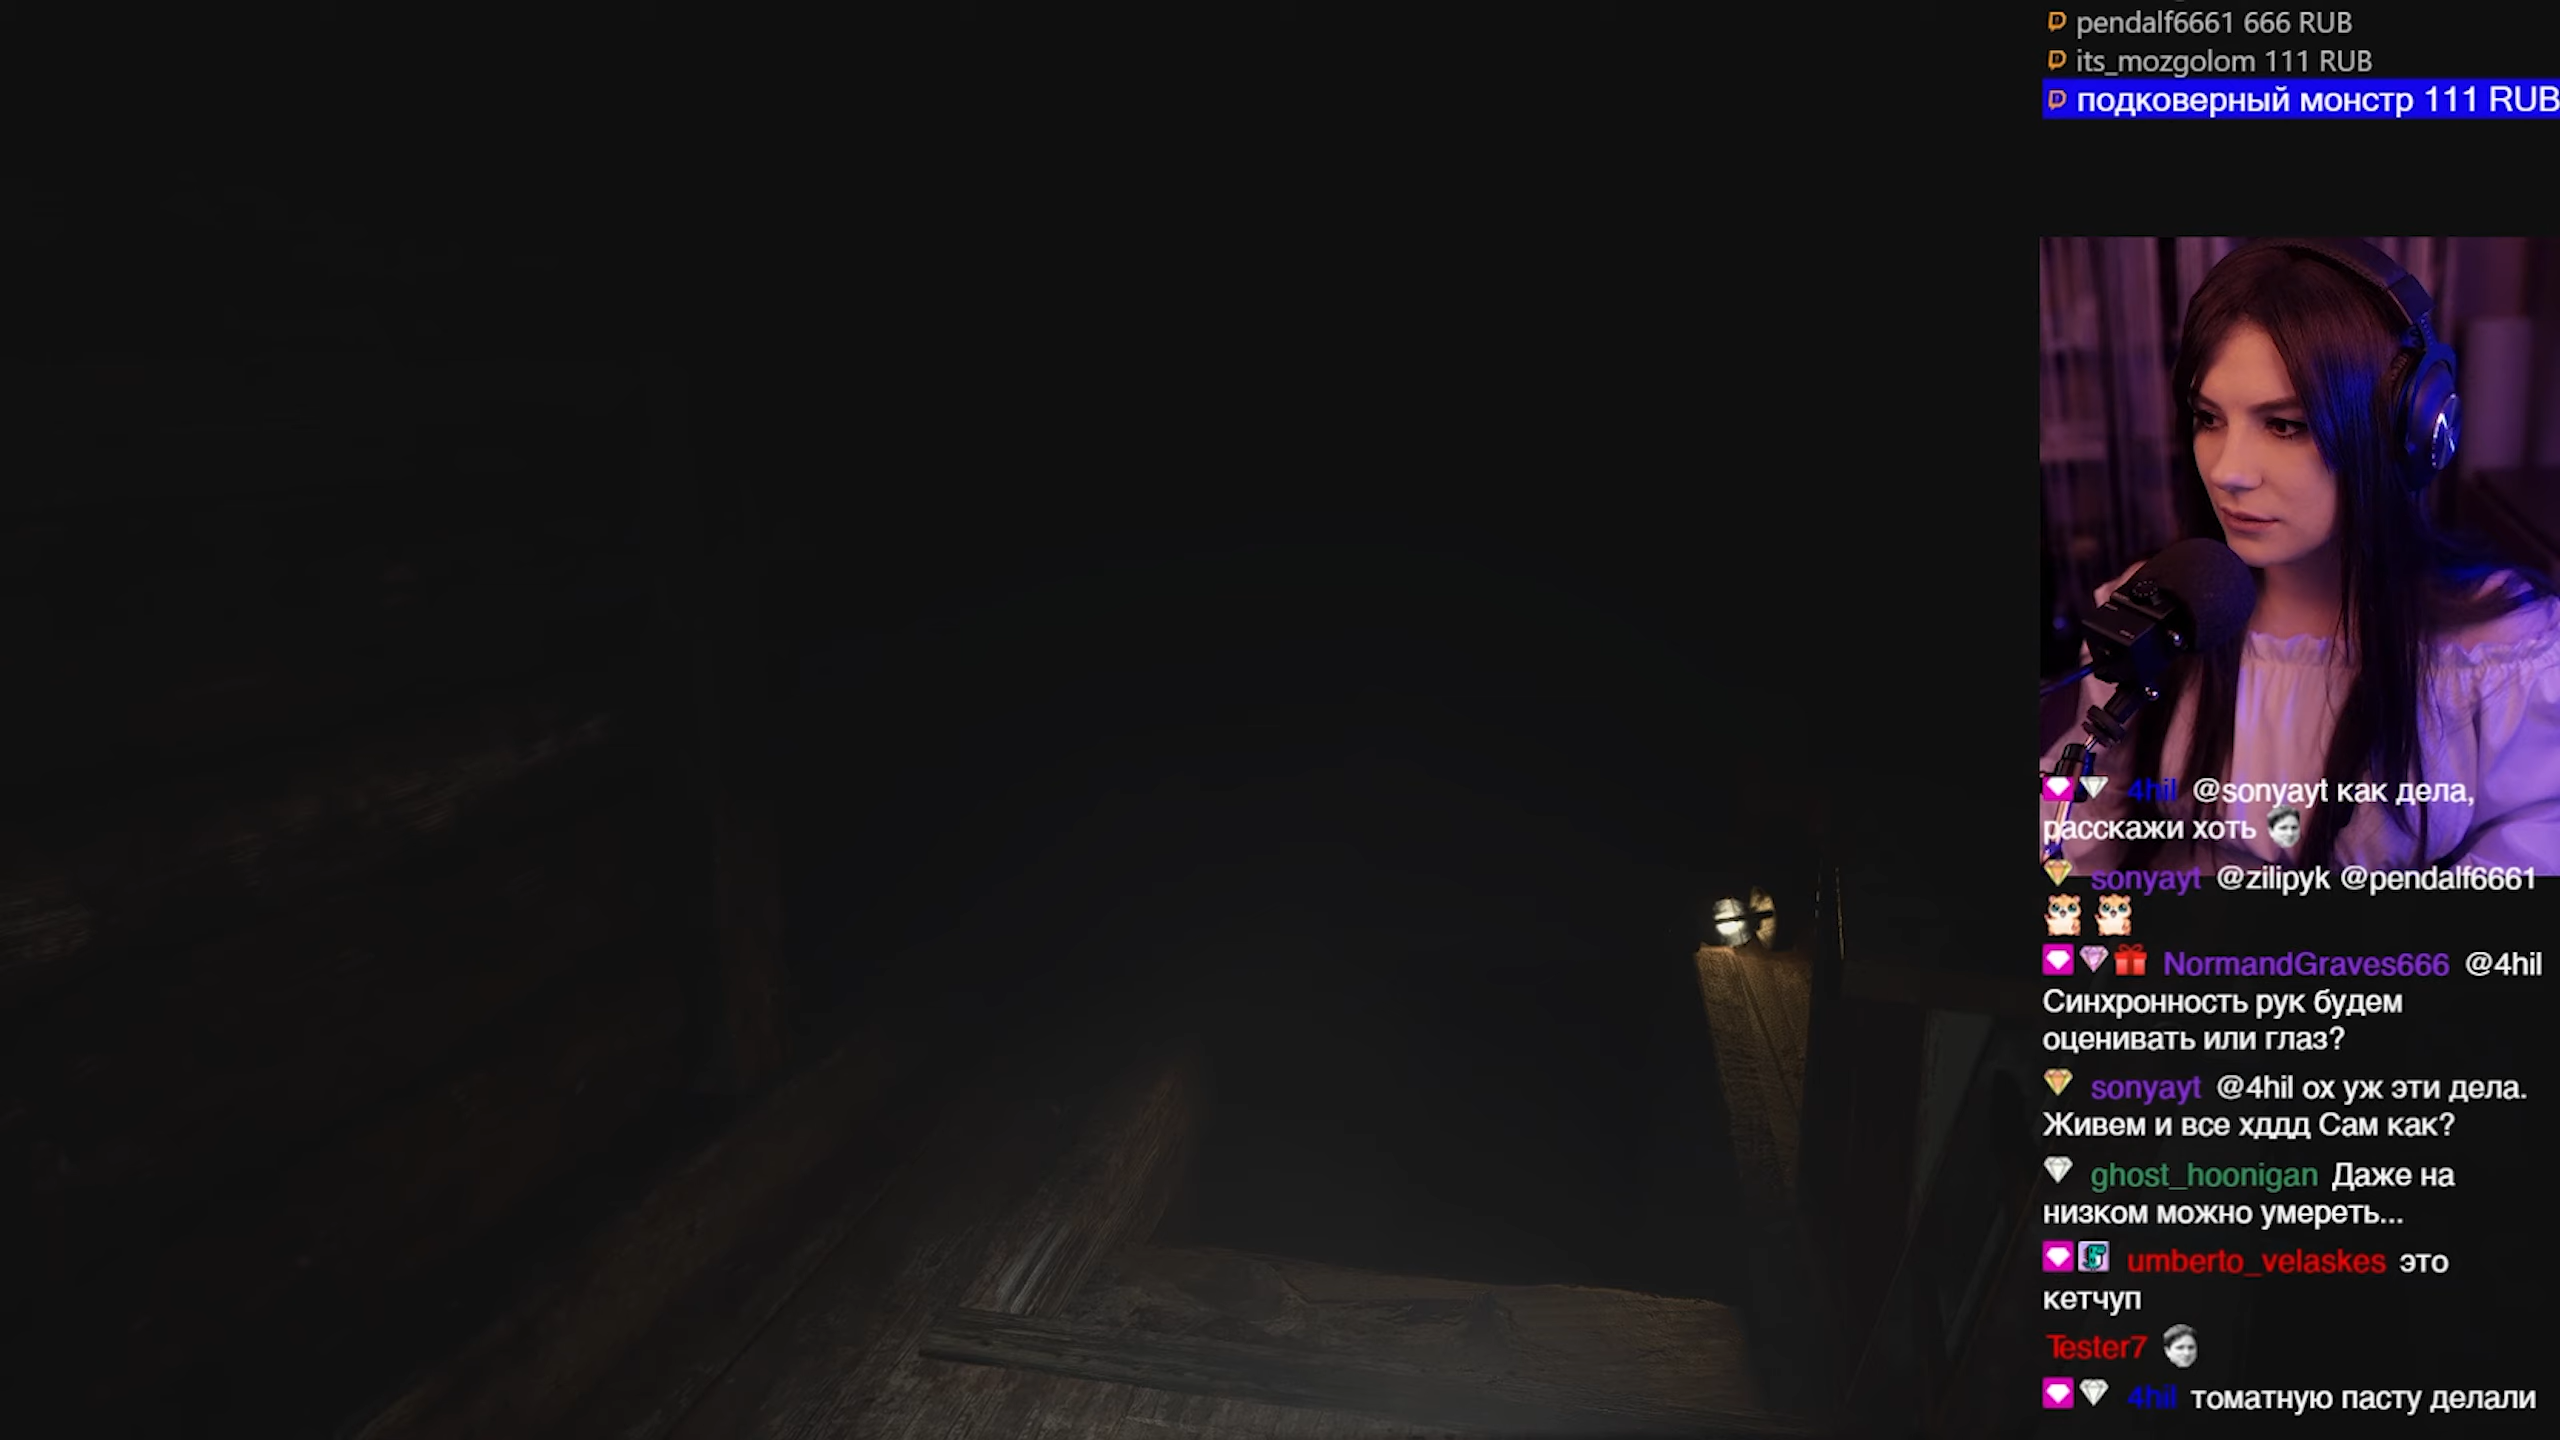 pendalf6661 666 RUB
its_mozgolom 111 RUB
подковерный монстр 111 RUB
4hil @sonyayt как дела,
расскажи хоть
sonyayt @zilipyk @pendalf6661
NormandGraves666 @4hil
Синхронность рук будем
оценивать или глаз?
sonyayt @4hil ох уж эти дела.
Живем и все хддд Сам как?
ghost_hoonigan Даже на
низком можно умереть...
umberto_velaskes это
кетчуп
Tester7
4hil томатную пасту делали